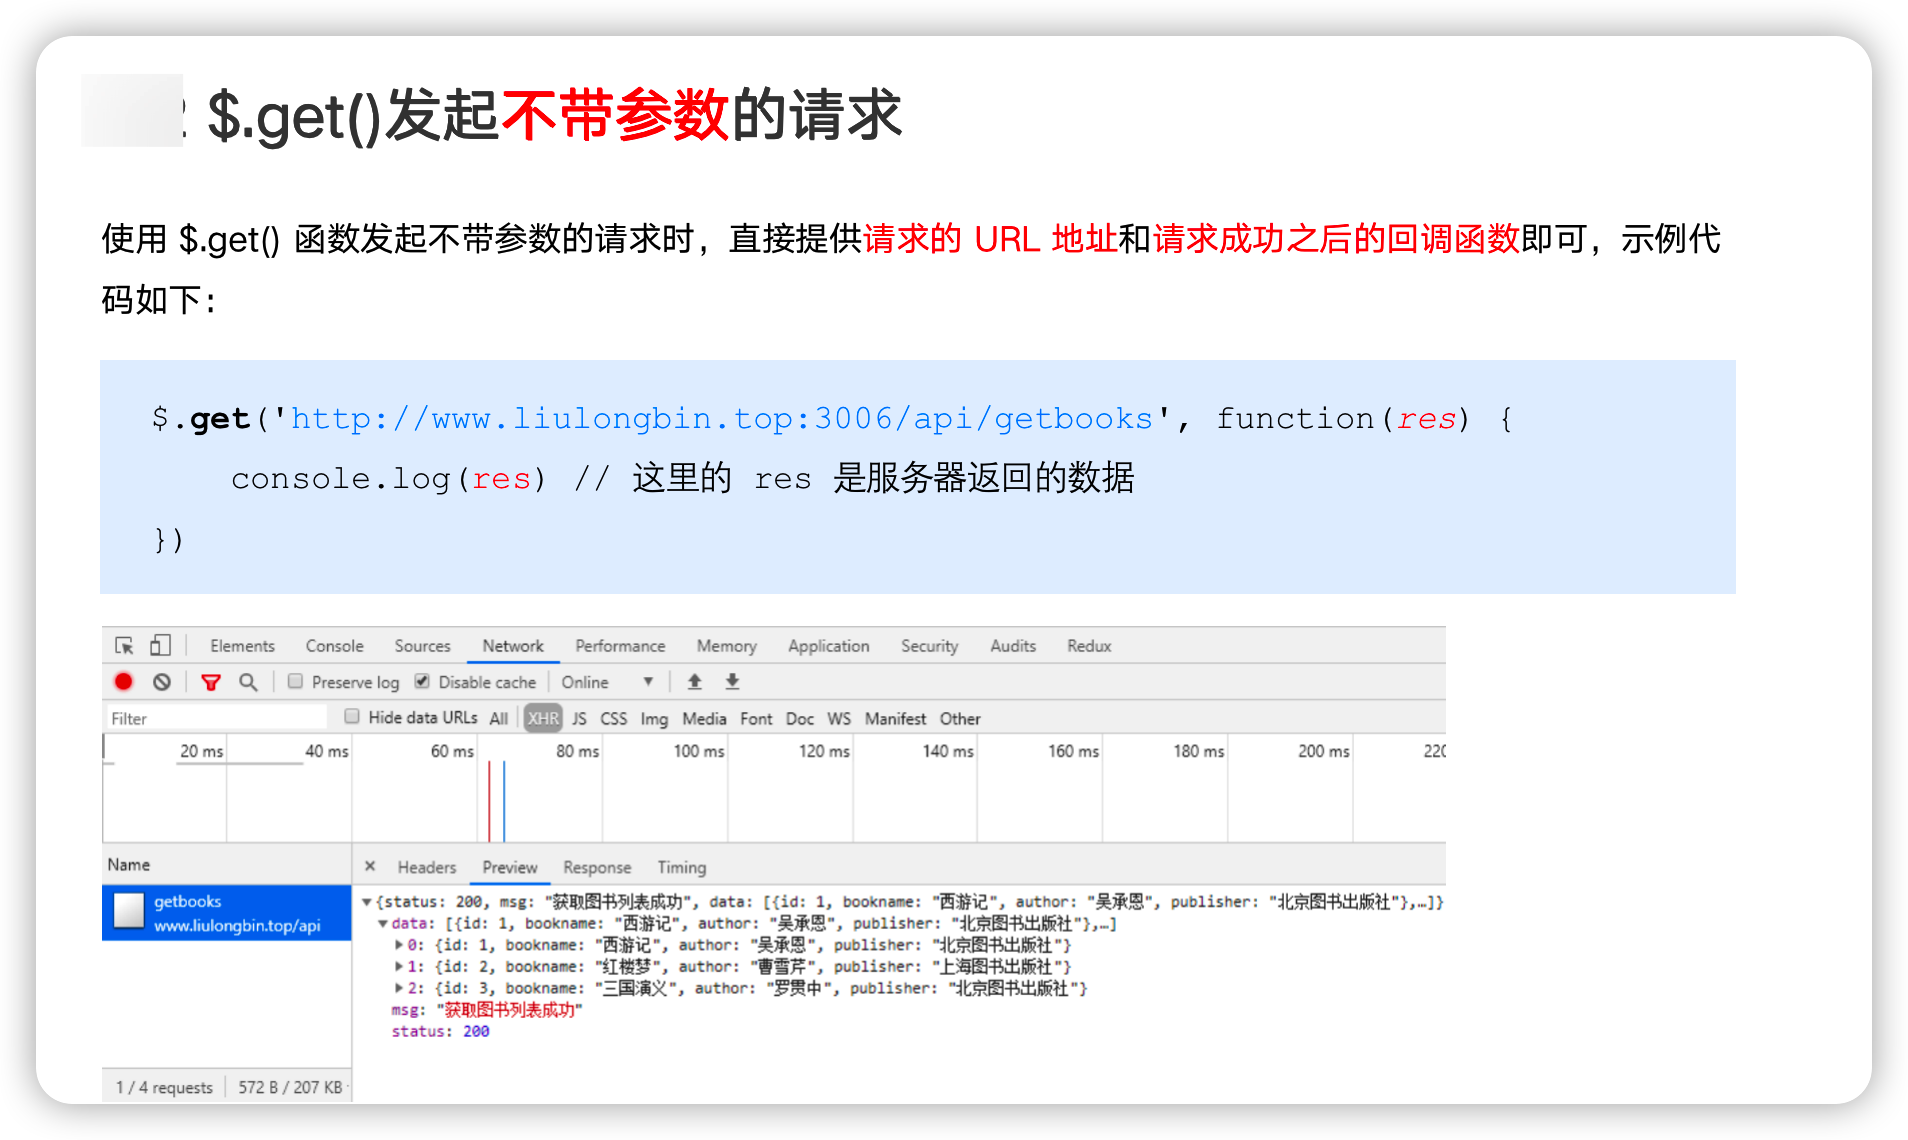 $.get()发起不带参数的请求
使用 $.get() 函数发起不带参数的请求时，直接提供请求的 URL 地址和请求成功之后的回调函数即可，示例代
码如下：
$.get('http://www.liulongbin.top:3006/api/getbooks', function(res) {
console.log(res) // 这里的 res 是服务器返回的数据
})
Elements Console Sources Network Performance Memory Application Security Audits Redux
Preserve log Disable cache Online
Filter Hide data URLs All XHR JS CSS Img Media Font Doc WS Manifest Other
20 ms 40 ms 60 ms 80 ms 100 ms 120 ms 140 ms 160 ms 180 ms 200 ms 220
Name
Headers Preview Response Timing
getbooks
www.liulongbin.top/api
{status: 200, msg: "获取图书列表成功", data: [{id: 1, bookname: "西游记", author: "吴承恩", publisher: "北京图书出版社"},…]}
data: [{id: 1, bookname: "西游记", author: "吴承恩", publisher: "北京图书出版社"},…]
0: {id: 1, bookname: "西游记", author: "吴承恩", publisher: "北京图书出版社"}
1: {id: 2, bookname: "红楼梦", author: "曹雪芹", publisher: "上海图书出版社"}
2: {id: 3, bookname: "三国演义", author: "罗贯中", publisher: "北京图书出版社"}
msg: "获取图书列表成功"
status: 200
1 / 4 requests 572 B / 207 KB